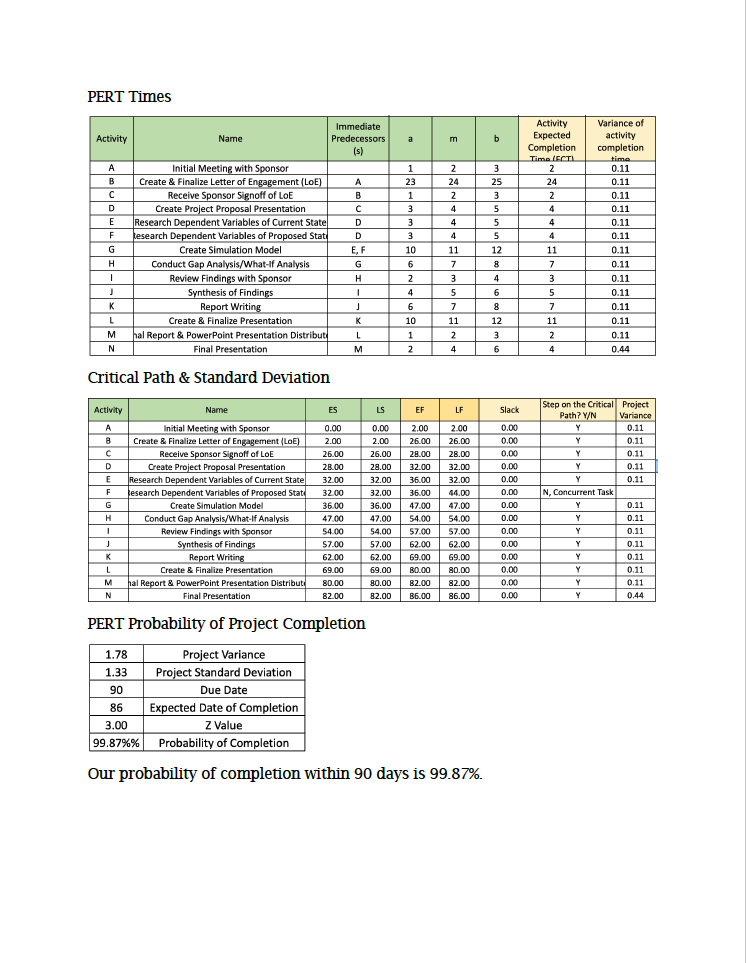 PERT Times
Activity Name Immediate Predecessors (s) a m b Activity Expected Completion Time (ECT) Variance of activity completion time
A Initial Meeting with Sponsor 1 2 3 2 0.11
B Create & Finalize Letter of Engagement (LoE) A 23 24 25 24 0.11
C Receive Sponsor Signoff of LoE B 1 2 3 2 0.11
D Create Project Proposal Presentation C 3 4 5 4 0.11
E Research Dependent Variables of Current State D 3 4 5 4 0.11
F esearch Dependent Variables of Proposed Stat D 3 4 5 4 0.11
G Create Simulation Model E, F 10 11 12 11 0.11
H Conduct Gap Analysis/What-If Analysis G 6 7 8 7 0.11
I Review Findings with Sponsor H 2 3 4 3 0.11
J Synthesis of Findings I 4 5 6 5 0.11
K Report Writing J 6 7 8 7 0.11
L Create & Finalize Presentation K 10 11 12 11 0.11
M nal Report & PowerPoint Presentation Distribut L 1 2 3 2 0.11
N Final Presentation M 2 4 6 4 0.44
Critical Path & Standard Deviation
Activity Name ES LS EF LF Slack Step on the Critical Path? Y/N Project Variance
A Initial Meeting with Sponsor 0.00 0.00 2.00 2.00 0.00 Y 0.11
B Create & Finalize Letter of Engagement (LoE) 2.00 2.00 26.00 26.00 0.00 Y 0.11
C Receive Sponsor Signoff of LoE 26.00 26.00 28.00 28.00 0.00 Y 0.11
D Create Project Proposal Presentation 28.00 28.00 32.00 32.00 0.00 Y 0.11
E Research Dependent Variables of Current State 32.00 32.00 36.00 32.00 0.00 Y 0.11
F esearch Dependent Variables of Proposed Stat 32.00 32.00 36.00 44.00 0.00 N, Concurrent Task
G Create Simulation Model 36.00 36.00 47.00 47.00 0.00 Y 0.11
H Conduct Gap Analysis/What-If Analysis 47.00 47.00 54.00 54.00 0.00 Y 0.11
I Review Findings with Sponsor 54.00 54.00 57.00 57.00 0.00 Y 0.11
J Synthesis of Findings 57.00 57.00 62.00 62.00 0.00 Y 0.11
K Report Writing 62.00 62.00 69.00 69.00 0.00 Y 0.11
L Create & Finalize Presentation 69.00 69.00 80.00 80.00 0.00 Y 0.11
M nal Report & PowerPoint Presentation Distribut 80.00 80.00 82.00 82.00 0.00 Y 0.11
N Final Presentation 82.00 82.00 86.00 86.00 0.00 Y 0.44
PERT Probability of Project Completion
1.78 Project Variance
1.33 Project Standard Deviation
90 Due Date
86 Expected Date of Completion
3.00 Z Value
99.87%% Probability of Completion
Our probability of completion within 90 days is 99.87%.